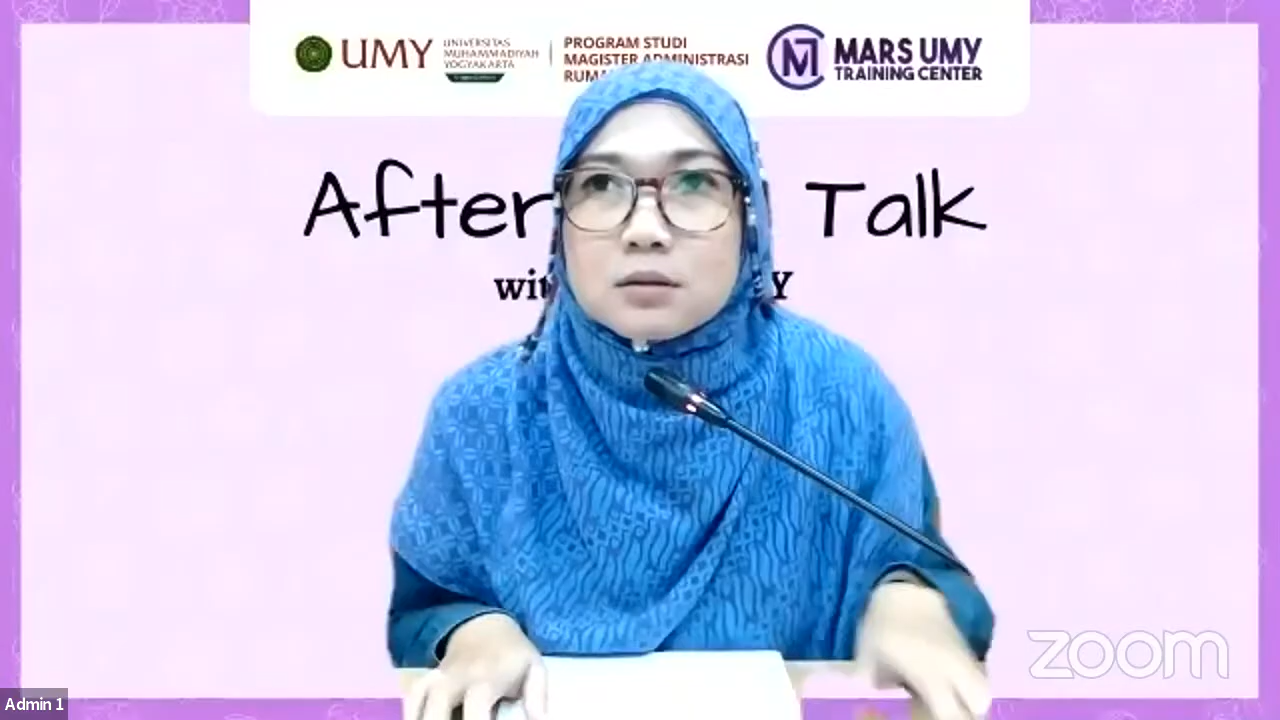 UMY
UNIVERSITAS
MUHAMMADIYAH
YOGYAKARTA
PROGRAM STUDI
MAGISTER ADMINISTRASI
MARS UMY
TRAINING CENTER
After Talk
zoom
Admin 1